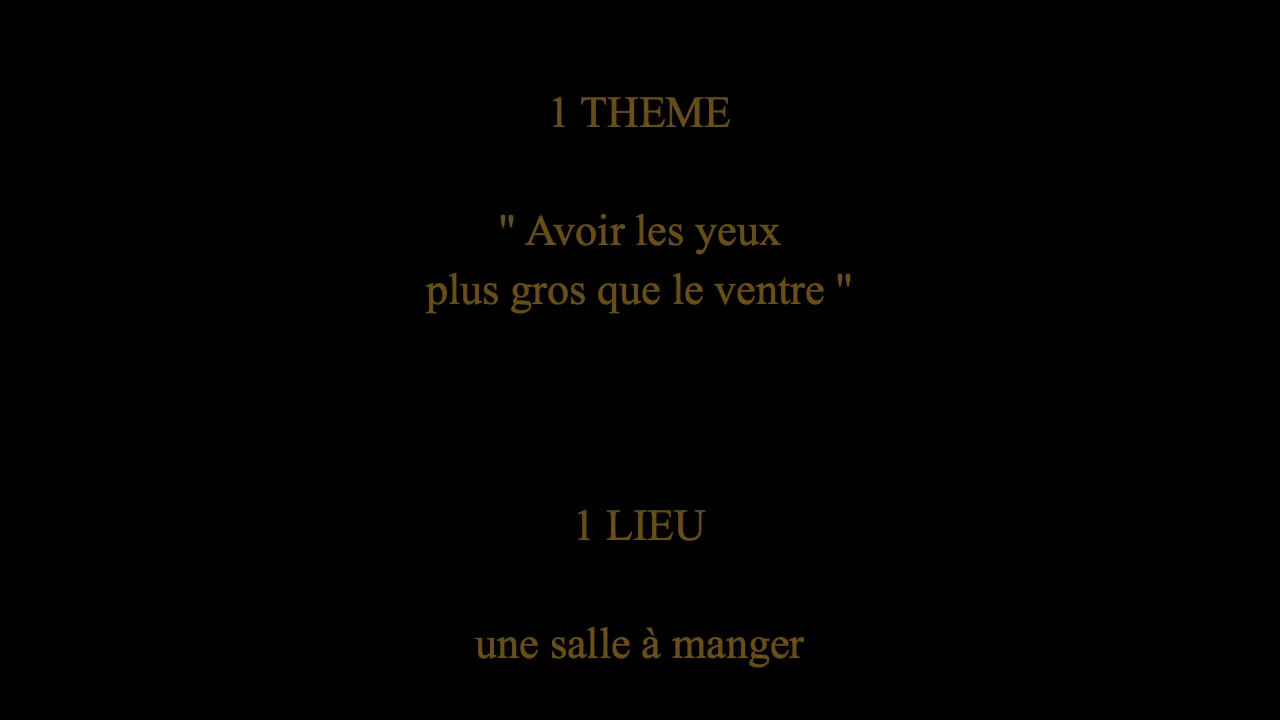 1 THEME
" Avoir les yeux
plus gros que le ventre "
1 LIEU
une salle à manger